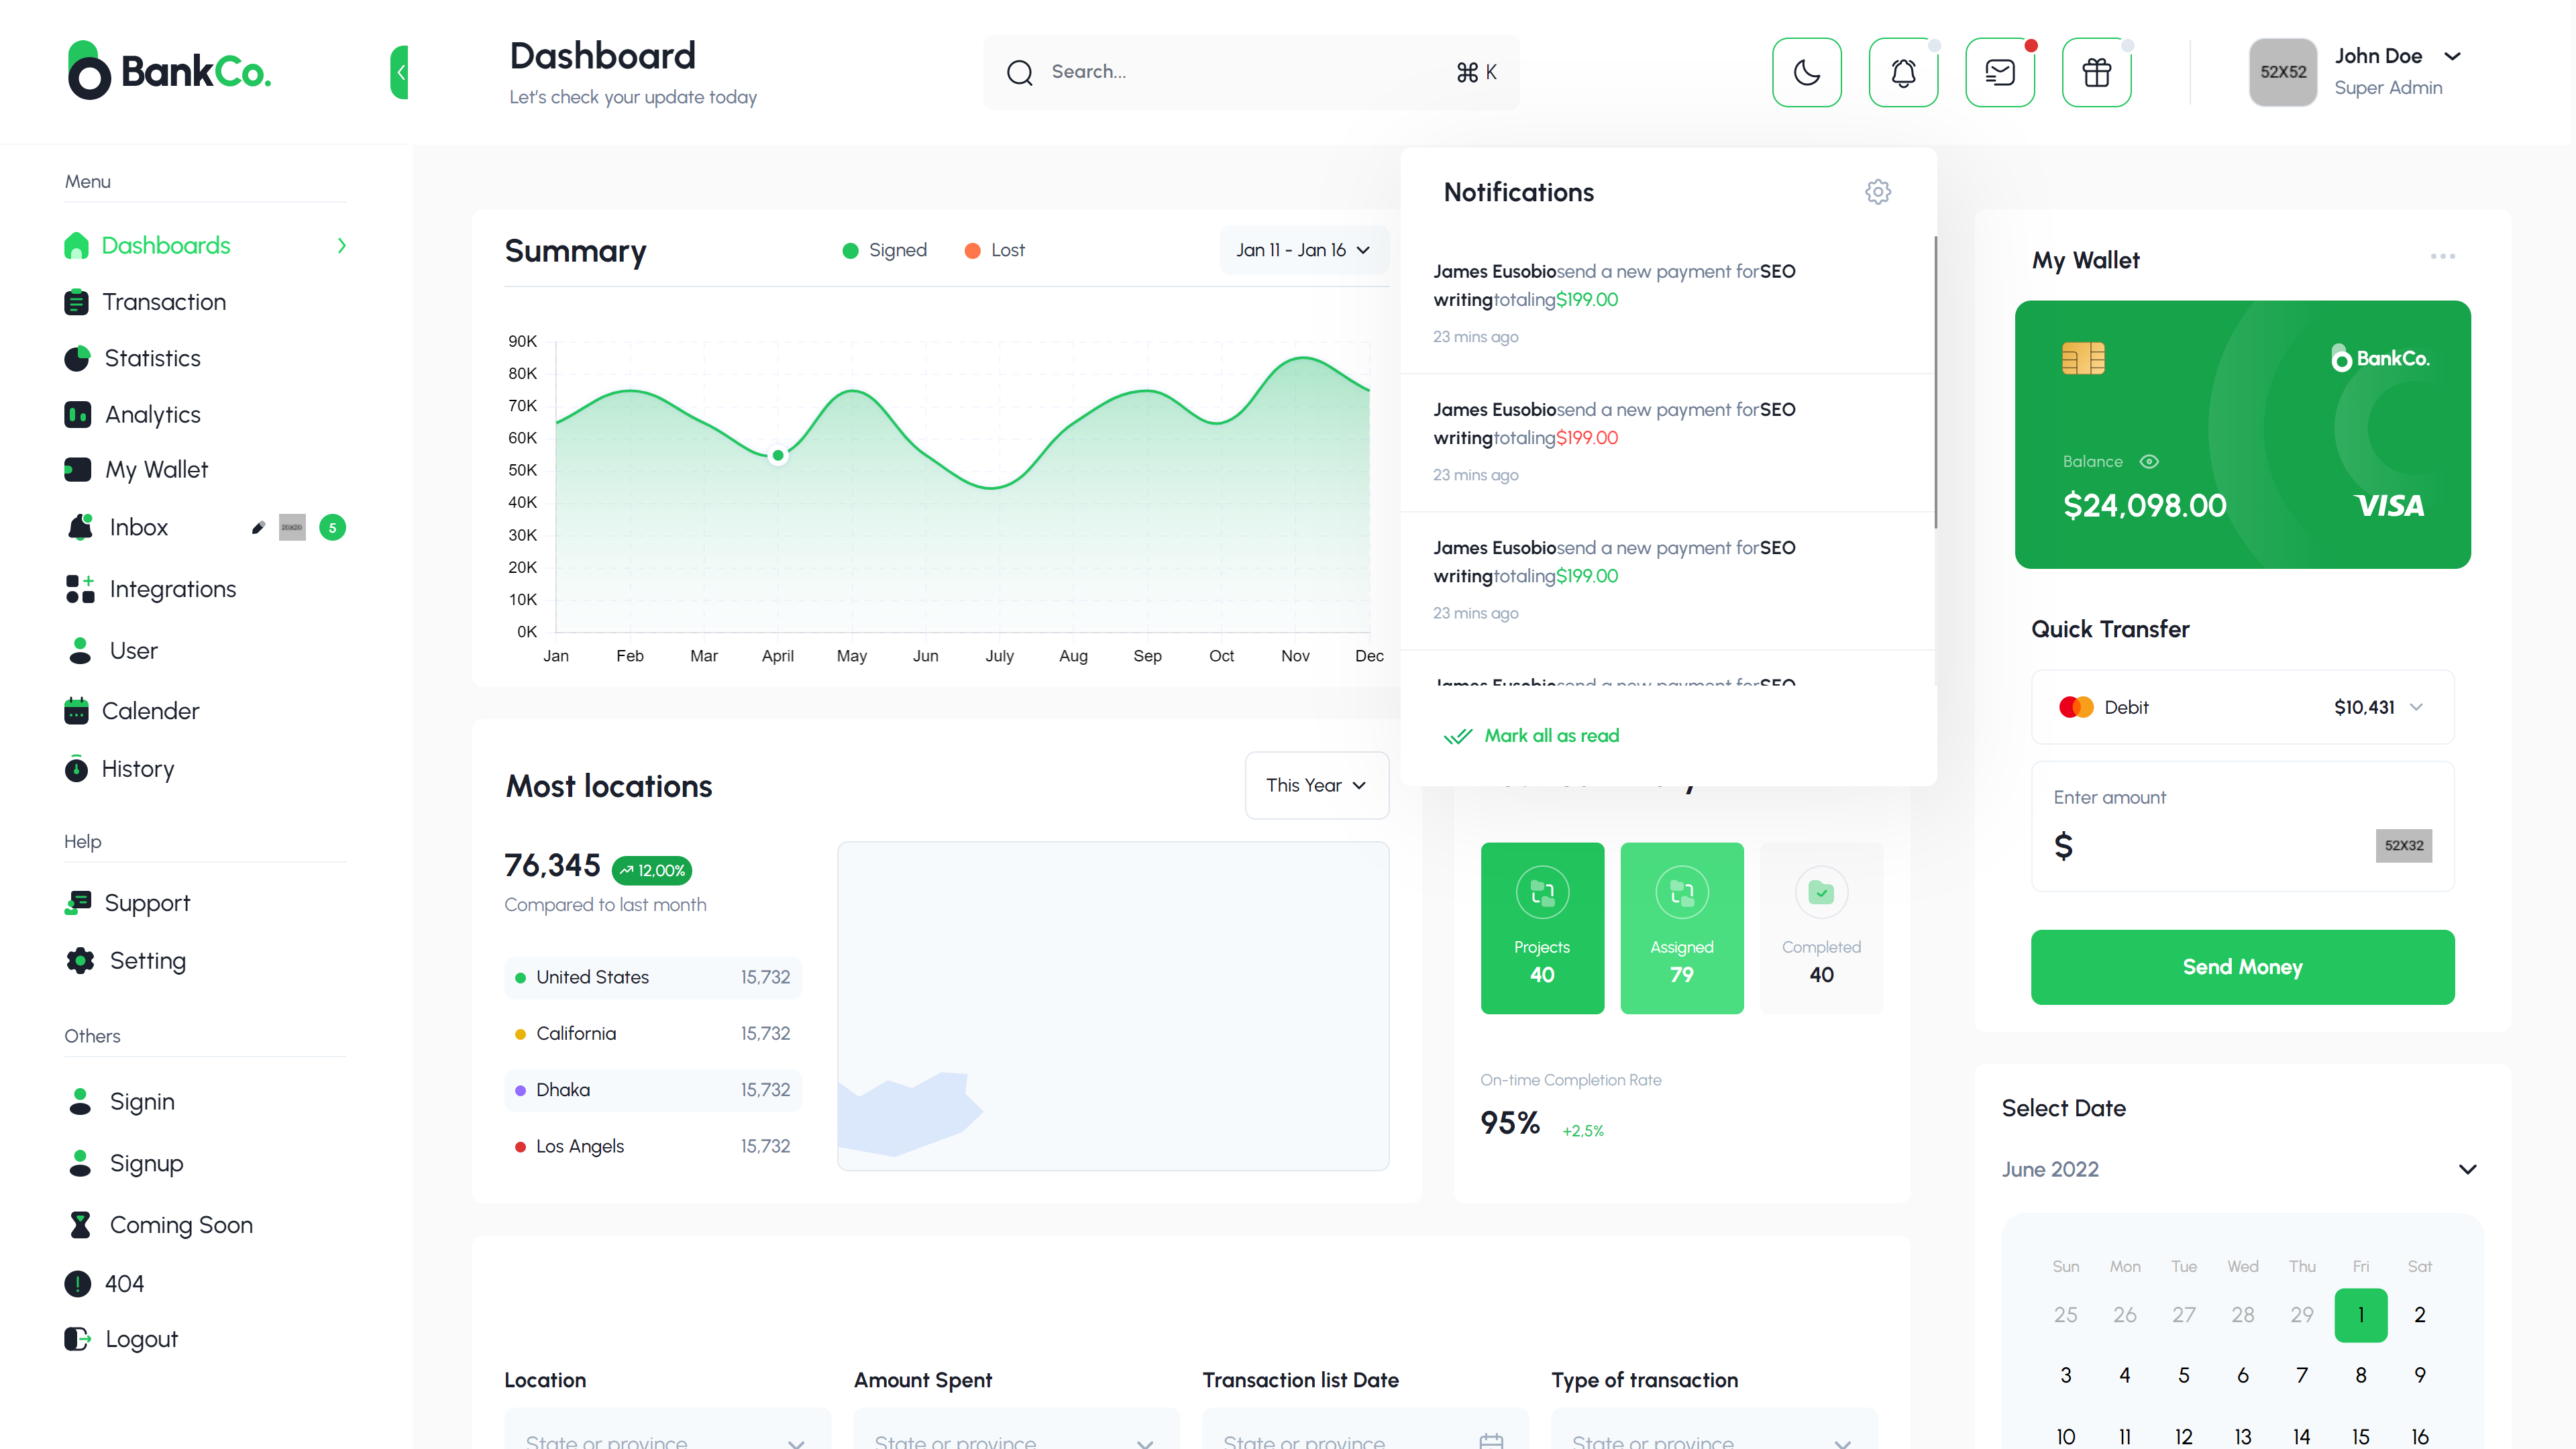 BankCo.
Dashboard
Let's check your update today
Search...
⌘ K
52X52
John Doe
Super Admin
Menu
Dashboards
Transaction
Statistics
Analytics
My Wallet
Inbox
20X20
5
Integrations
User
Calender
History
Help
Support
Setting
Others
Signin
Signup
Coming Soon
404
Logout
Summary
Signed
Lost
Jan 11 - Jan 16
90K
80K
70K
60K
50K
40K
30K
20K
10K
0K
Jan Feb Mar April May Jun July Aug Sep Oct Nov Dec
Notifications
James Eusobiosend a new payment forSEO
writingtotaling$199.00
23 mins ago
James Eusobiosend a new payment forSEO
writingtotaling$199.00
23 mins ago
James Eusobiosend a new payment forSEO
writingtotaling$199.00
23 mins ago
James Eusobiosend a new payment forSEO
Mark all as read
Most locations
This Year
76,345
12,00%
Compared to last month
United States 15,732
California 15,732
Dhaka 15,732
Los Angels 15,732
Projects
40
Assigned
79
Completed
40
On-time Completion Rate
95% +2,5%
Location
State or province
Amount Spent
State or province
Transaction list Date
State or province
Type of transaction
State or province
My Wallet
BankCo.
Balance
$24,098.00
VISA
Quick Transfer
Debit
$10,431
Enter amount
$
52X32
Send Money
Select Date
June 2022
Sun Mon Tue Wed Thu Fri Sat
25 26 27 28 29 1 2
3 4 5 6 7 8 9
10 11 12 13 14 15 16